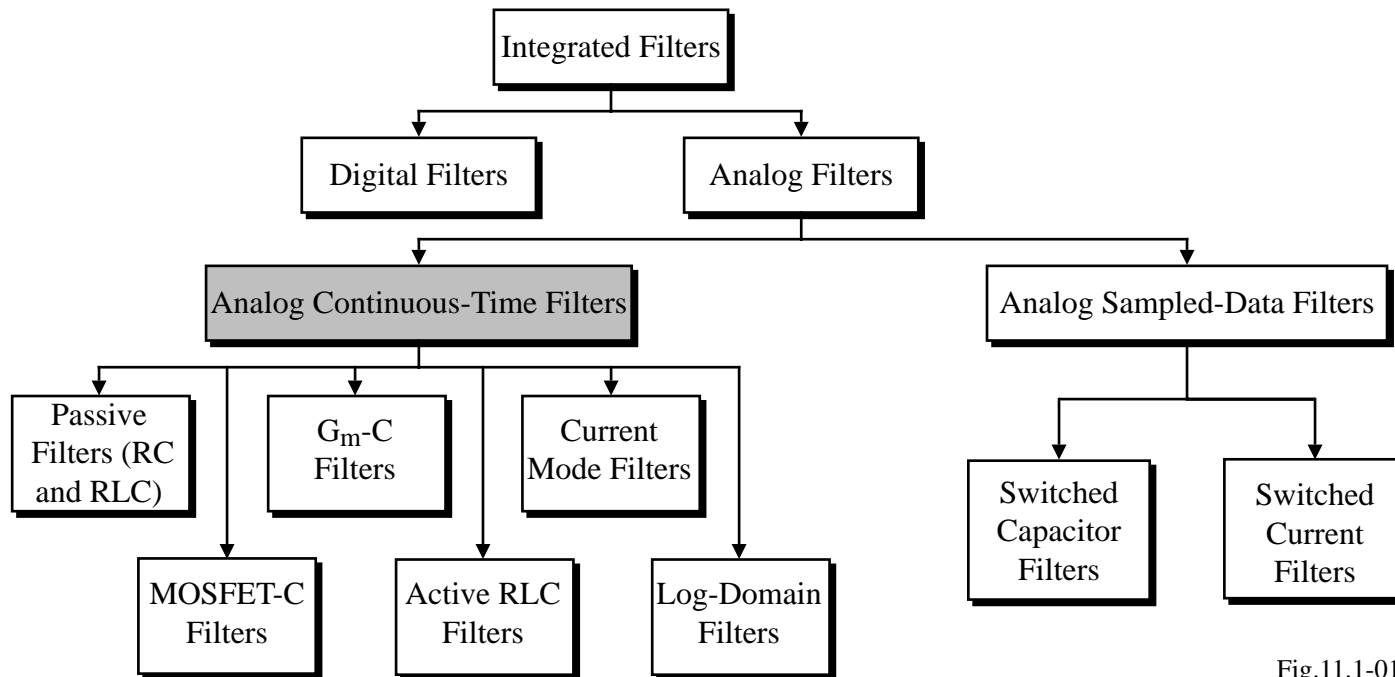 Integrated Filters
Digital Filters
Analog Filters
Analog Continuous-Time Filters
Analog Sampled-Data Filters
Passive
Filters (RC
and RLC)
Gm-C
Filters
Current
Mode Filters
Switched
Capacitor
Filters
Switched
Current
Filters
MOSFET-C
Filters
Active RLC
Filters
Log-Domain
Filters
Fig.11.1-01